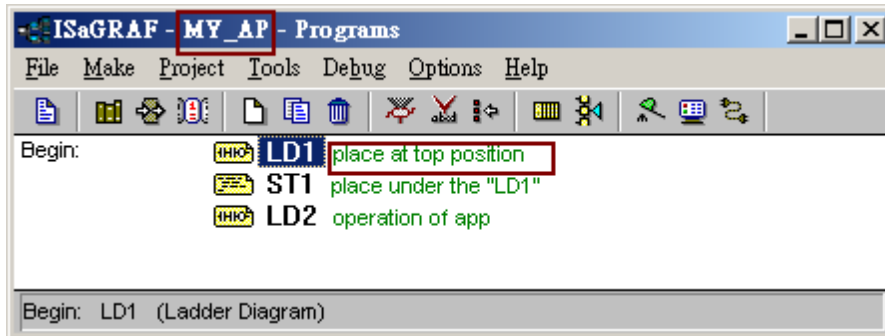 ISaGRAF - MY_AP - Programs
File Make Project Tools Debug Options Help
Begin: LD1 place at top position
ST1 place under the "LD1"
LD2 operation of app
Begin: LD1 (Ladder Diagram)